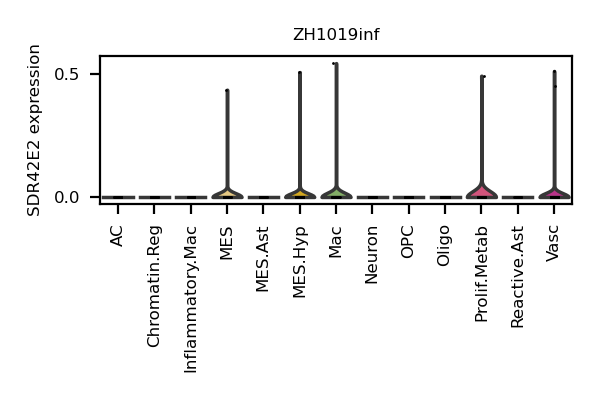 ZH1019inf
SDR42E2 expression
0.5
0.0
AC
Chromatin.Reg
Inflammatory.Mac
MES
MES.Ast
MES.Hyp
Mac
Neuron
OPC
Oligo
Prolif.Metab
Reactive.Ast
Vasc